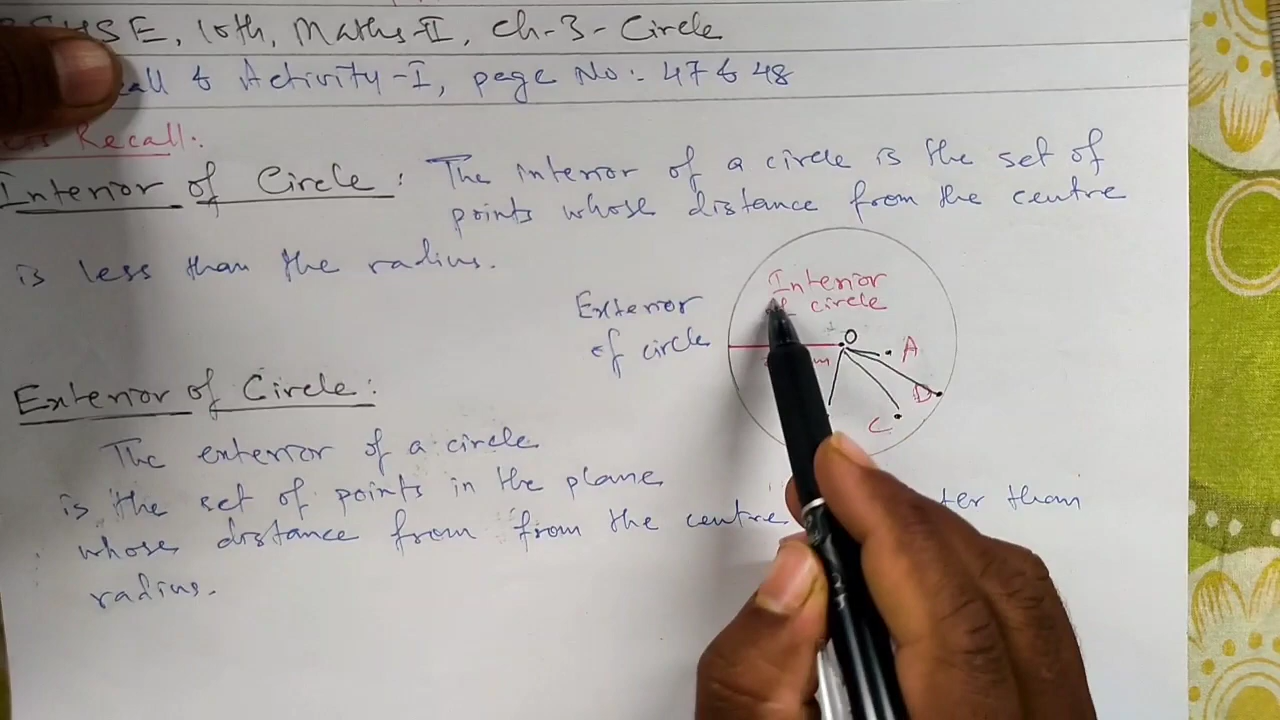 SE, 10th, Maths-II, Ch-3-Circle
& Activity-I, page No:- 47 & 48
Recall:
Interior of Circle: The interior of a circle is the set of
points whose distance from the centre
is less than the radius.
Interior
of circle
Exterior
of circle
O
A
D
C
Exterior of Circle:
The exterior of a circle
is the set of points in the plane
whose distance from from the centre than
radius.